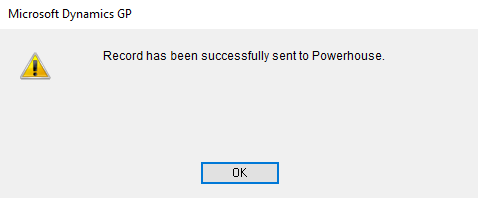 Microsoft Dynamics GP
Record has been successfully sent to Powerhouse.
OK